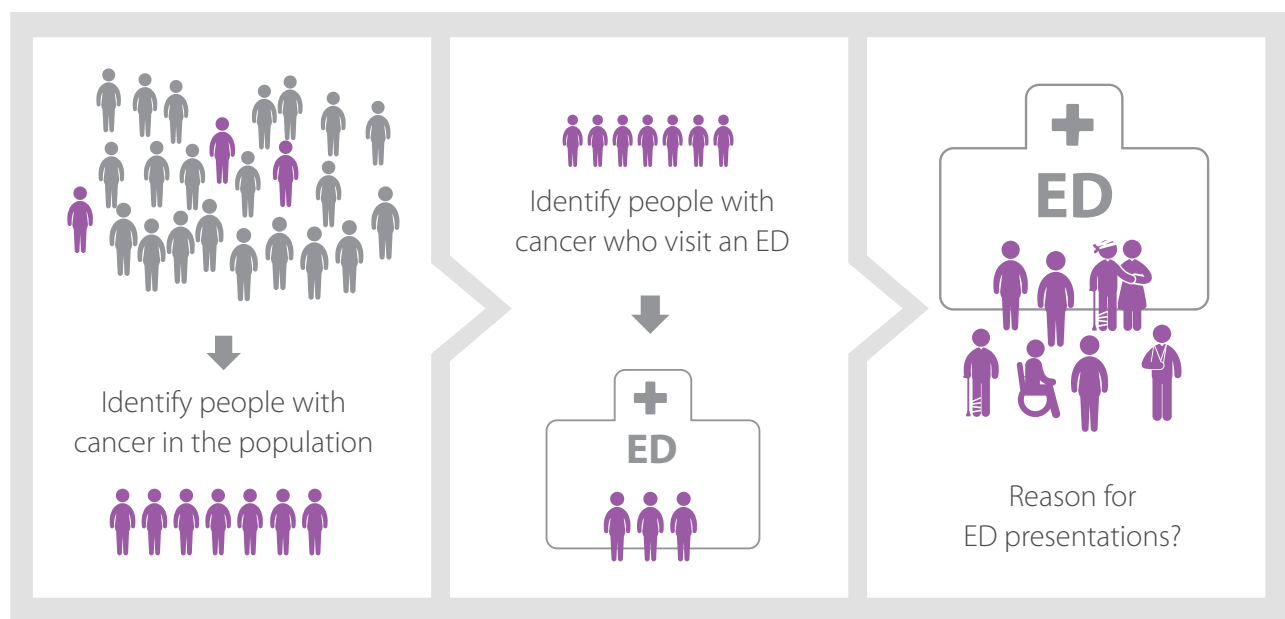 Identify people with
cancer in the population
Identify people with
cancer who visit an ED
ED
ED
Reason for
ED presentations?